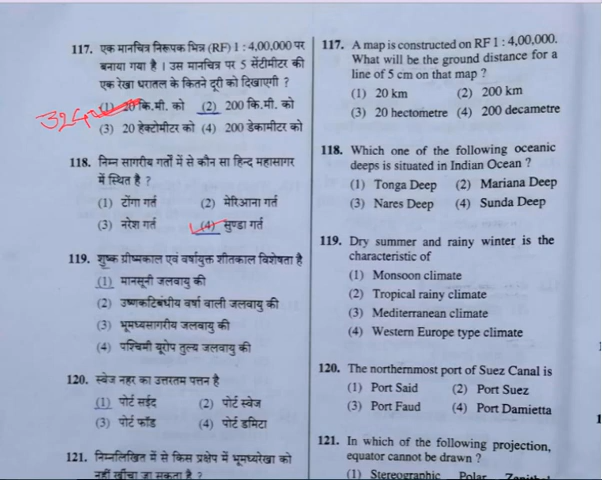 117. एक मानचित्र निरूपक भिन्न (RF) 1 : 4,00,000 पर
बनाया गया है । उस मानचित्र पर 5 सेंटीमीटर की
एक रेखा धरातल के कितने दूरी को दिखाएगी ?
(1) 20 कि.मी. को (2) 200 कि.मी. को
(3) 20 हेक्टोमीटर को (4) 200 डेकामीटर को
118. निम्न सागरीय गर्तों में से कौन सा हिन्द महासागर
में स्थित है ?
(1) टोंगा गर्त (2) मेरिआना गर्त
(3) नरेश गर्त (4) सुण्डा गर्त
119. शुष्क ग्रीष्मकाल एवं वर्षायुक्त शीतकाल विशेषता है
(1) मानसूनी जलवायु की
(2) उष्णकटिबंधीय वर्षा वाली जलवायु की
(3) भूमध्यसागरीय जलवायु की
(4) पश्चिमी यूरोप तुल्य जलवायु की
120. स्वेज नहर का उत्तरतम पत्तन है
(1) पोर्ट सईद (2) पोर्ट स्वेज
(3) पोर्ट फॉड (4) पोर्ट डमिटा
121. निम्नलिखित में से किस प्रक्षेप में भूमध्यरेखा को
नहीं खींचा जा सकता है ?
117. A map is constructed on RF 1 : 4,00,000.
What will be the ground distance for a
line of 5 cm on that map ?
(1) 20 km (2) 200 km
(3) 20 hectometre (4) 200 decametre
118. Which one of the following oceanic
deeps is situated in Indian Ocean ?
(1) Tonga Deep (2) Mariana Deep
(3) Nares Deep (4) Sunda Deep
119. Dry summer and rainy winter is the
characteristic of
(1) Monsoon climate
(2) Tropical rainy climate
(3) Mediterranean climate
(4) Western Europe type climate
120. The northernmost port of Suez Canal is
(1) Port Said (2) Port Suez
(3) Port Faud (4) Port Damietta
121. In which of the following projection,
equator cannot be drawn ?
(1) Stereographic Polar Zenithal